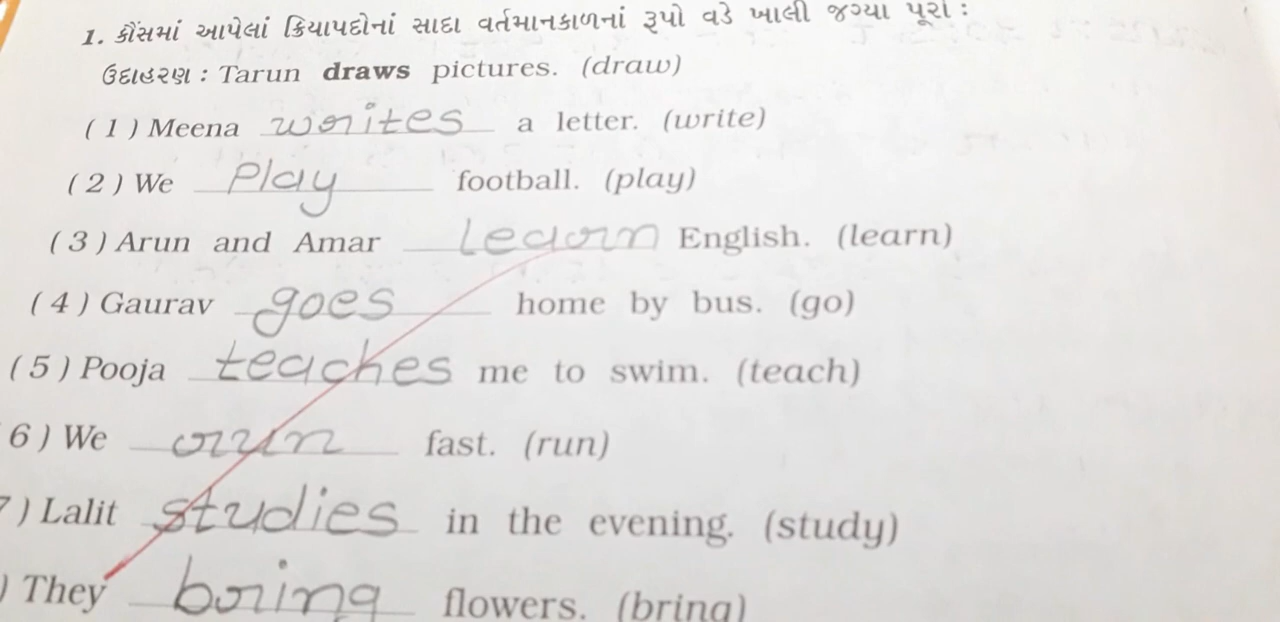 1. કૌંસમાં આપેલાં ક્રિયાપદોનાં સાદા વર્તમાનકાળનાં રૂપો વડે ખાલી જગ્યા પૂરો :
ઉદાહરણ : Tarun draws pictures. (draw)
( 1 ) Meena writes a letter. (write)
( 2 ) We Play football. (play)
( 3 ) Arun and Amar learn English. (learn)
( 4 ) Gaurav goes home by bus. (go)
( 5 ) Pooja teaches me to swim. (teach)
6 ) We run fast. (run)
7 ) Lalit studies in the evening. (study)
) They bring flowers. (bring)